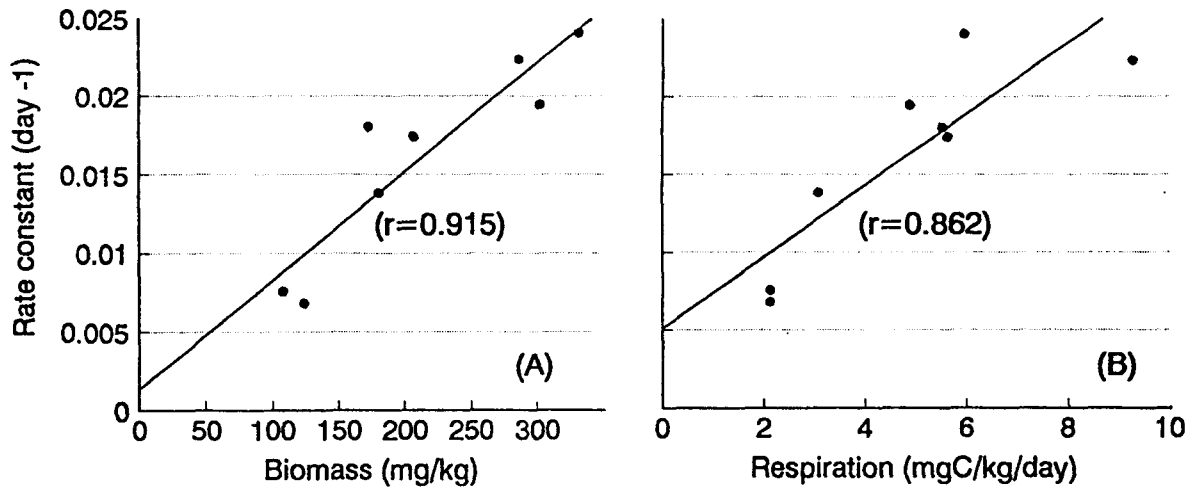 Rate constant (day -1)
0.025
0.02
0.015
0.01
0.005
0
(r=0.915)
(A)
0 50 100 150 200 250 300
Biomass (mg/kg)
(r=0.862)
(B)
0 2 4 6 8 10
Respiration (mgC/kg/day)